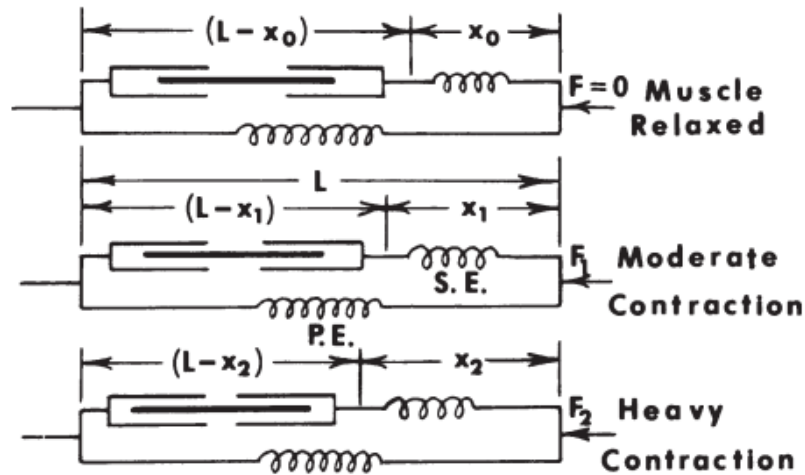 (L-x₀) x₀
F=0 Muscle
Relaxed
L
(L-x₁) x₁
F₁ Moderate
S.E.
Contraction
P.E.
(L-x₂) x₂
F₂ Heavy
Contraction